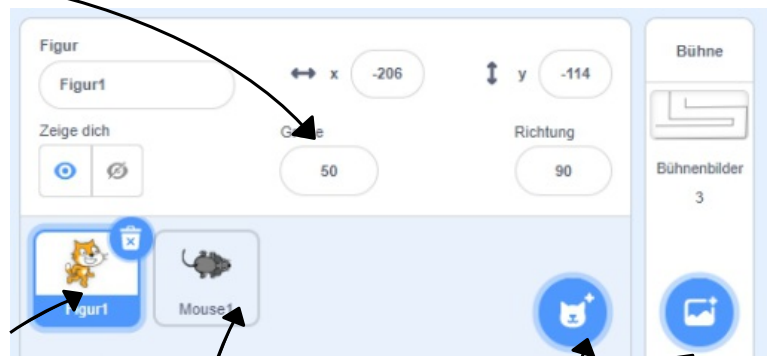 Figur
Figur1
x
-206
y
-114
Zeige dich
50
Richtung
90
Figur1
Mouse1
Bühne
Bühnenbilder
3